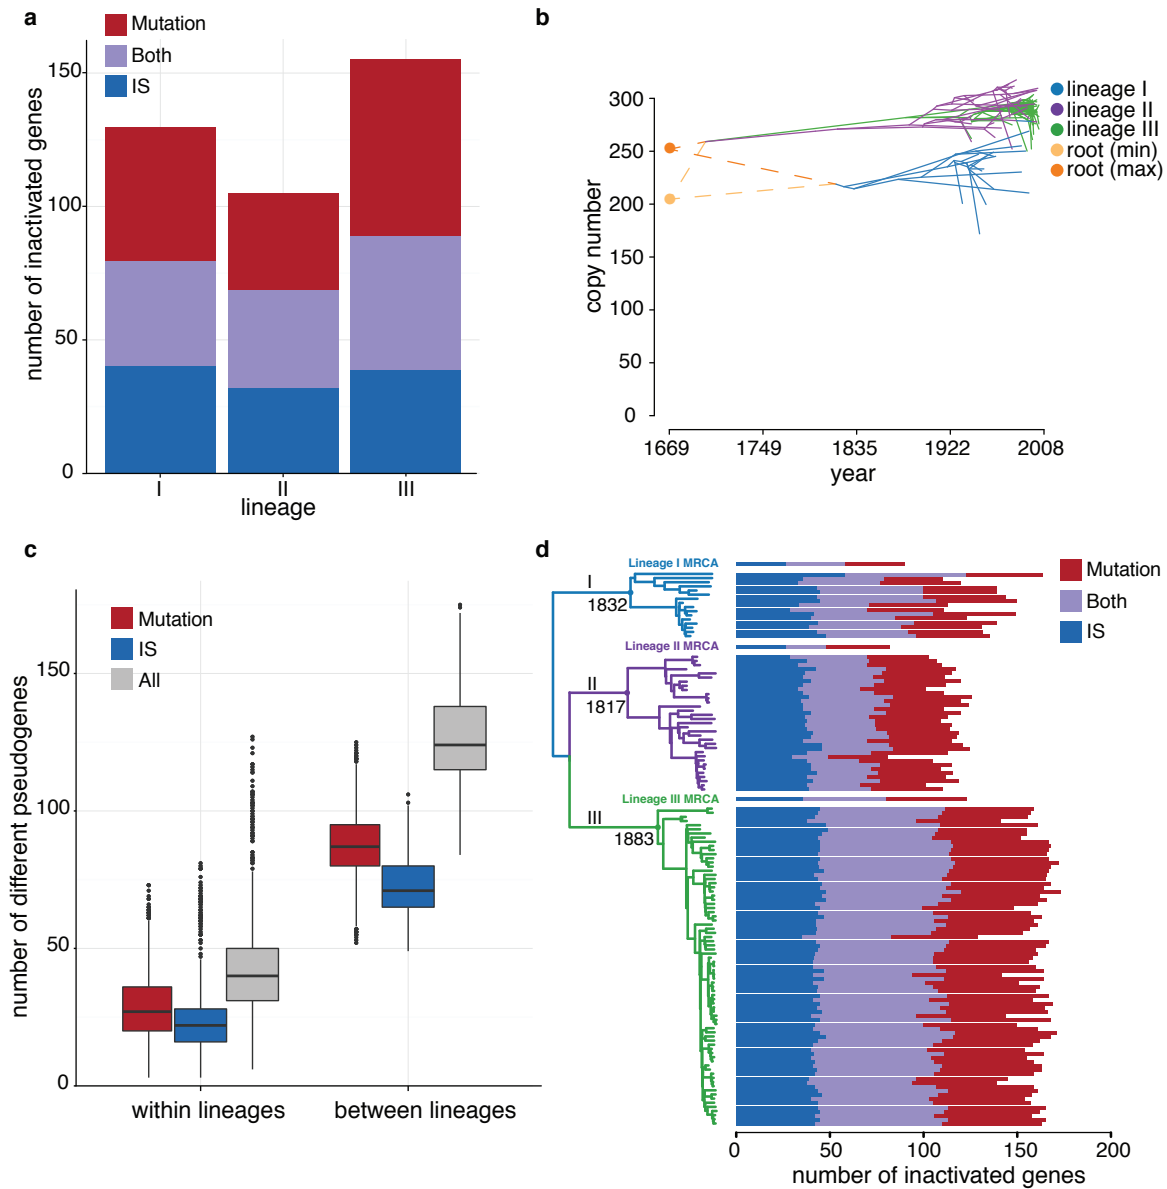 a
Mutation
Both
IS
150
100
50
0
number of inactivated genes
I
II
III
lineage
b
300
250
200
150
100
50
0
copy number
1669
1749
1835
1922
2008
year
lineage I
lineage II
lineage III
root (min)
root (max)
c
Mutation
IS
All
150
100
50
0
number of different pseudogenes
within lineages
between lineages
d
Lineage I MRCA
I
1832
Lineage II MRCA
II
1817
Lineage III MRCA
III
1883
Mutation
Both
IS
0
50
100
150
200
number of inactivated genes